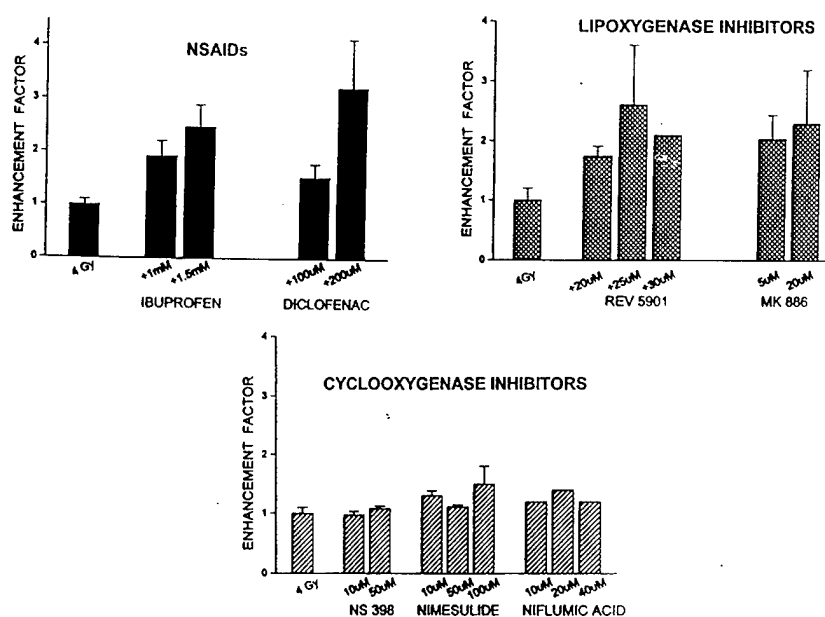 NSAIDs
ENHANCEMENT FACTOR
4
3
2
1
0
4 Gy
+1mM
+1.5mM
+100uM
+200uM
IBUPROFEN
DICLOFENAC
LIPOXYGENASE INHIBITORS
ENHANCEMENT FACTOR
4
3
2
1
0
4Gy
+20uM
+25uM
+30uM
5uM
20uM
REV 5901
MK 886
CYCLOOXYGENASE INHIBITORS
ENHANCEMENT FACTOR
4
3
2
1
0
4 Gy
10uM
50uM
10uM
50uM
100uM
10uM
20uM
40uM
NS 398
NIMESULIDE
NIFLUMIC ACID